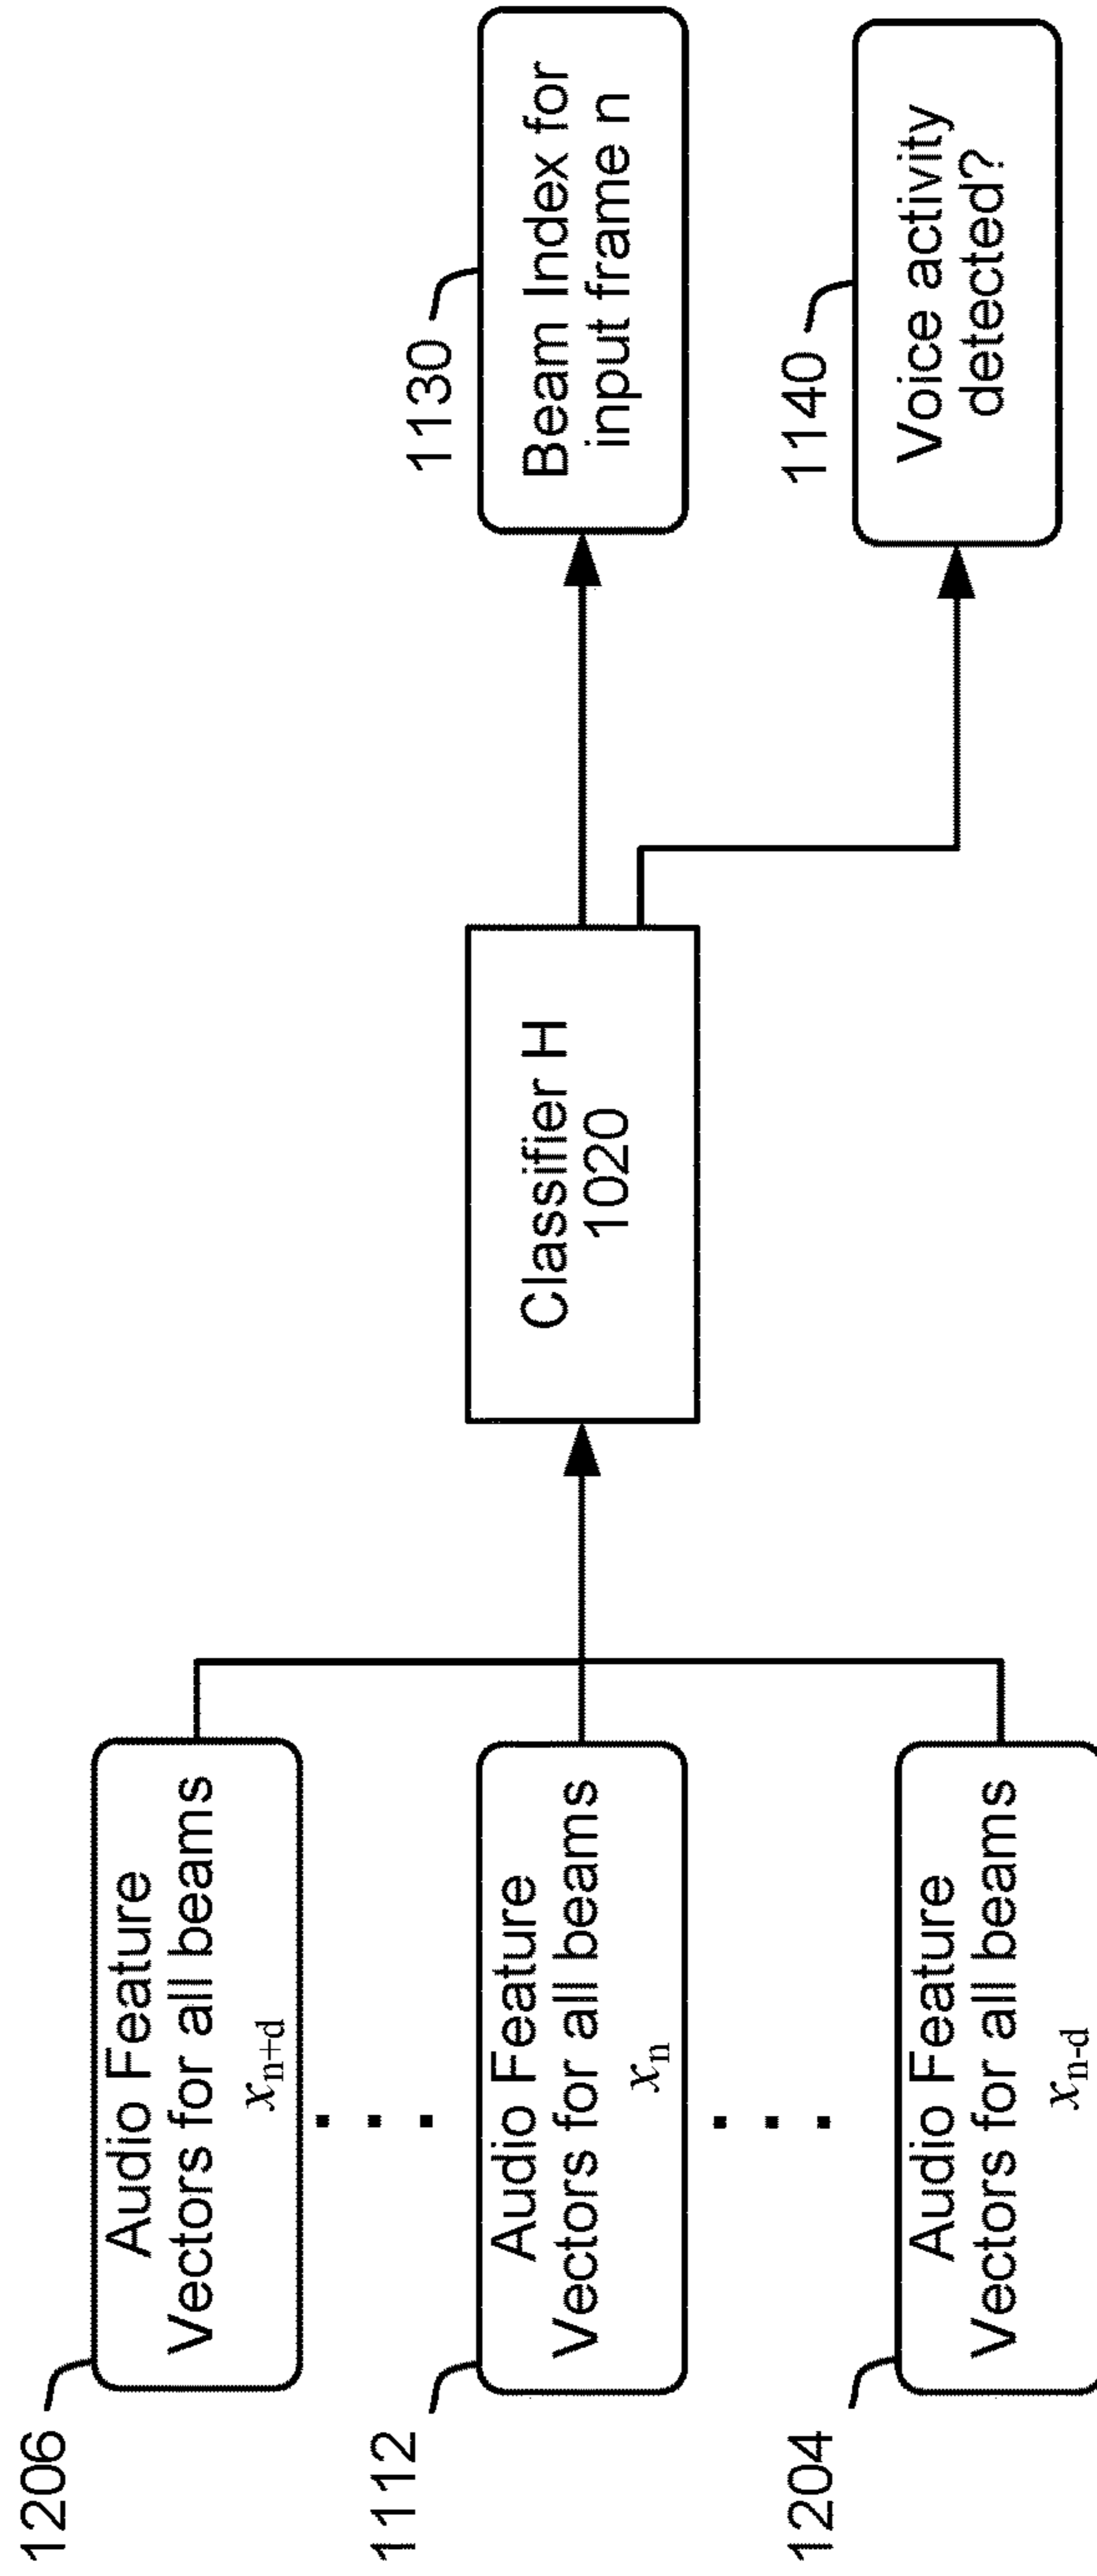 1206
Audio Feature
Vectors for all beams
xn+d
. . .
1112
Audio Feature
Vectors for all beams
xn
. . .
1204
Audio Feature
Vectors for all beams
xn-d
Classifier H
1020
1130
Beam Index for
input frame n
1140
Voice activity
detected?